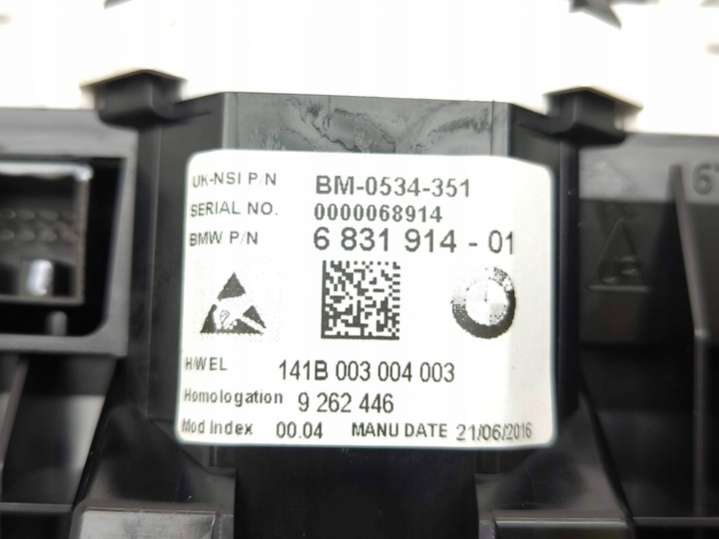 UK-NSI P/N BM-0534-351
SERIAL NO. 0000068914
BMW P/N 6 831 914 - 01
H/WEL 141B 003 004 003
Homologation 9 262 446
Mod Index 00.04 MANU DATE 21/06/2016